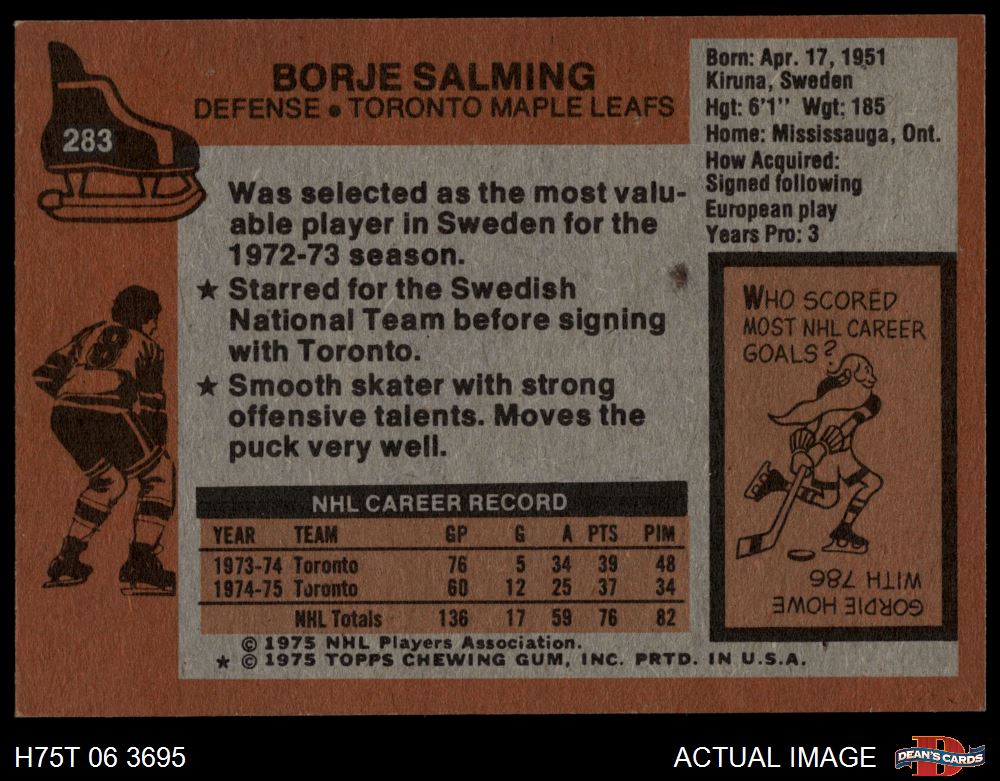 283
BORJE SALMING
DEFENSE • TORONTO MAPLE LEAFS
Born: Apr. 17, 1951
Kiruna, Sweden
Hgt: 6'1" Wgt: 185
Home: Mississauga, Ont.
How Acquired:
Signed following
European play
Years Pro: 3
Was selected as the most valu-
able player in Sweden for the
1972-73 season.
★ Starred for the Swedish
National Team before signing
with Toronto.
★ Smooth skater with strong
offensive talents. Moves the
puck very well.
8
WHO SCORED
MOST NHL CAREER
GOALS?
GORDIE HOWE
WITH 786
NHL CAREER RECORD
YEAR TEAM GP G A PTS PIM
1973-74 Toronto 76 5 34 39 48
1974-75 Toronto 60 12 25 37 34
NHL Totals 136 17 59 76 82
© 1975 NHL Players Association.
★ © 1975 TOPPS CHEWING GUM, INC. PRTD. IN U.S.A.
H75T 06 3695
ACTUAL IMAGE
D
DEAN'S CARDS